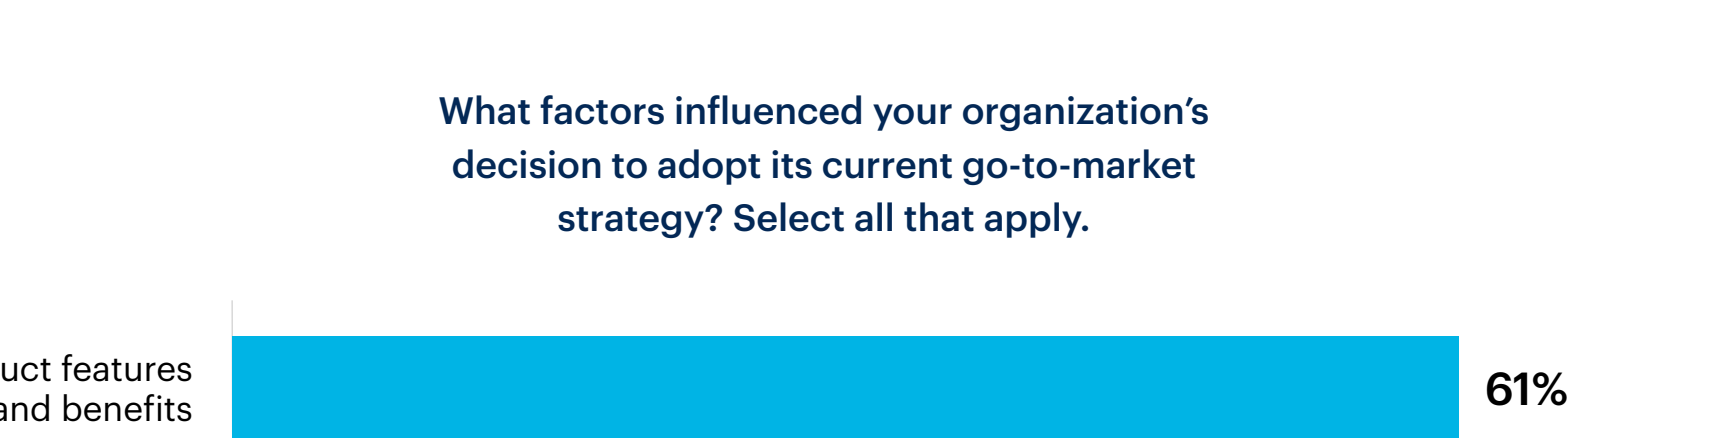 What factors influenced your organization’s
decision to adopt its current go-to-market
strategy? Select all that apply.
uct features
and benefits
61%